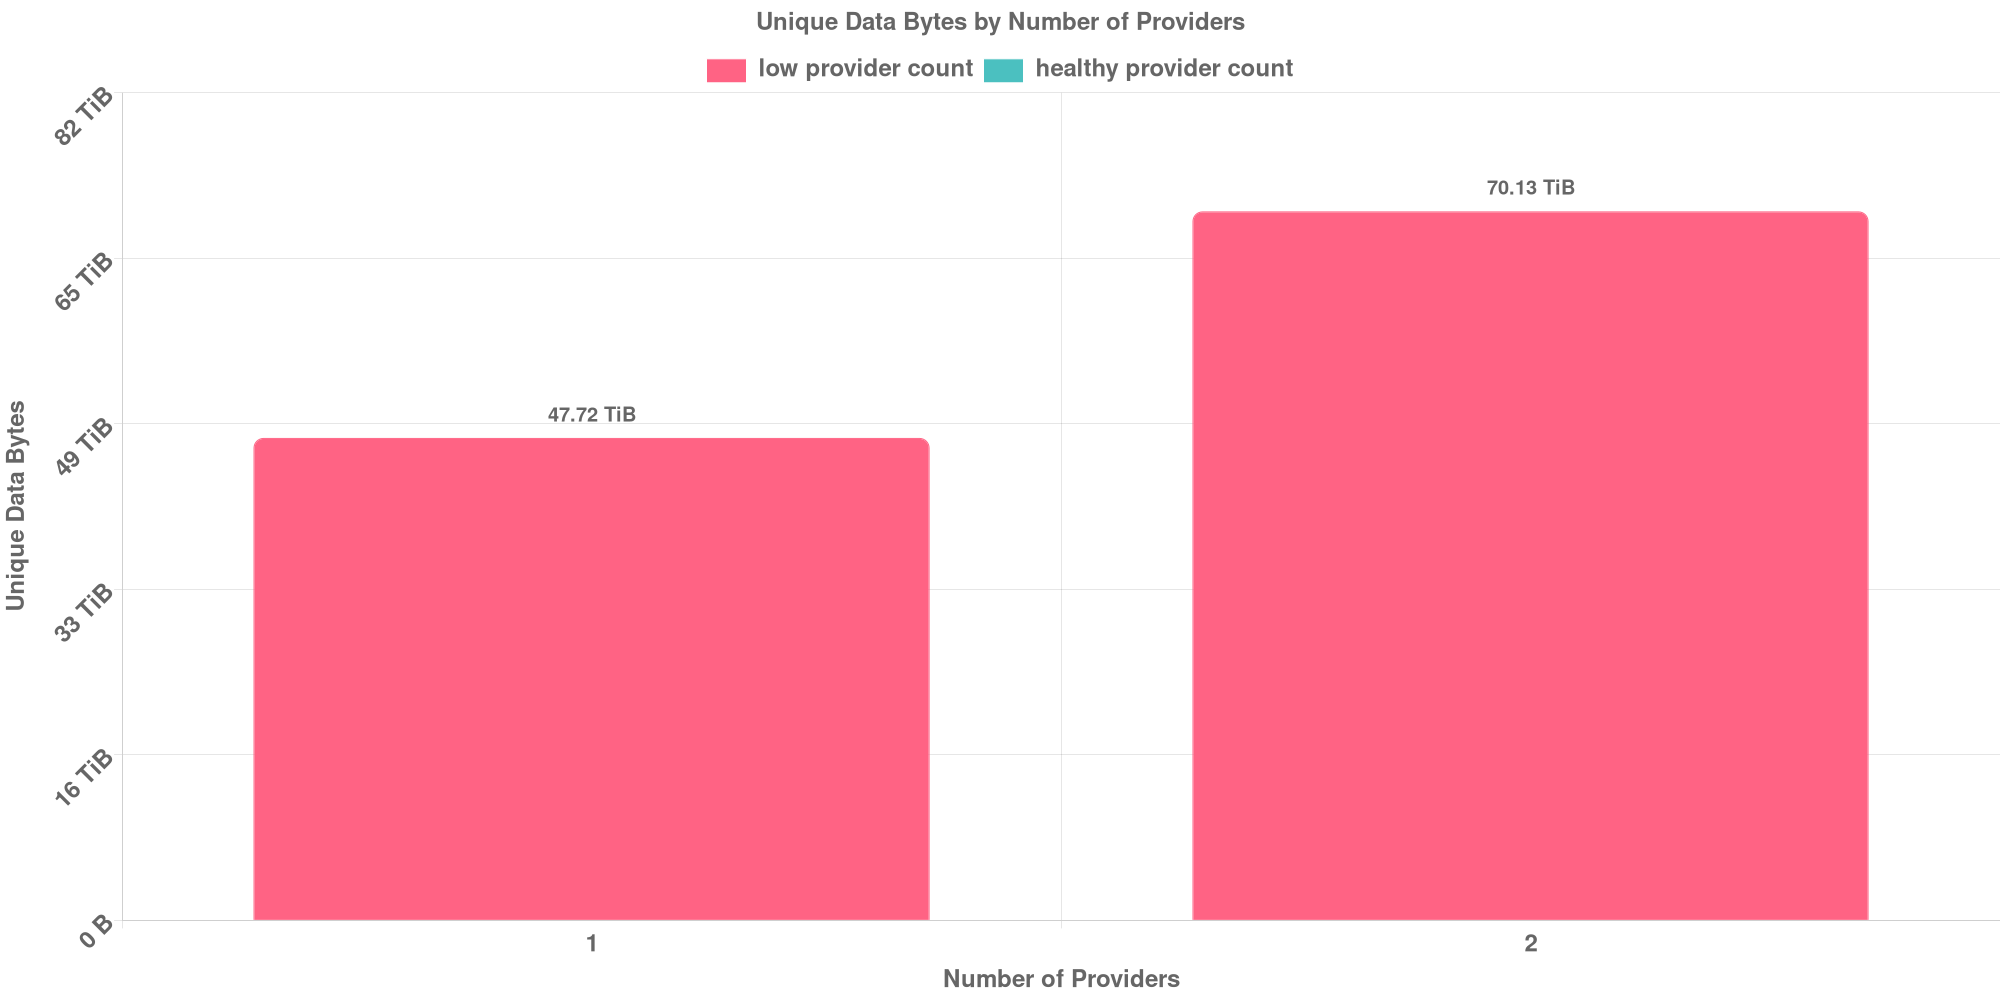 Unique Data Bytes by Number of Providers
low provider count healthy provider count
82 TiB
65 TiB
49 TiB
33 TiB
16 TiB
0 B
Unique Data Bytes
47.72 TiB
70.13 TiB
1 2
Number of Providers